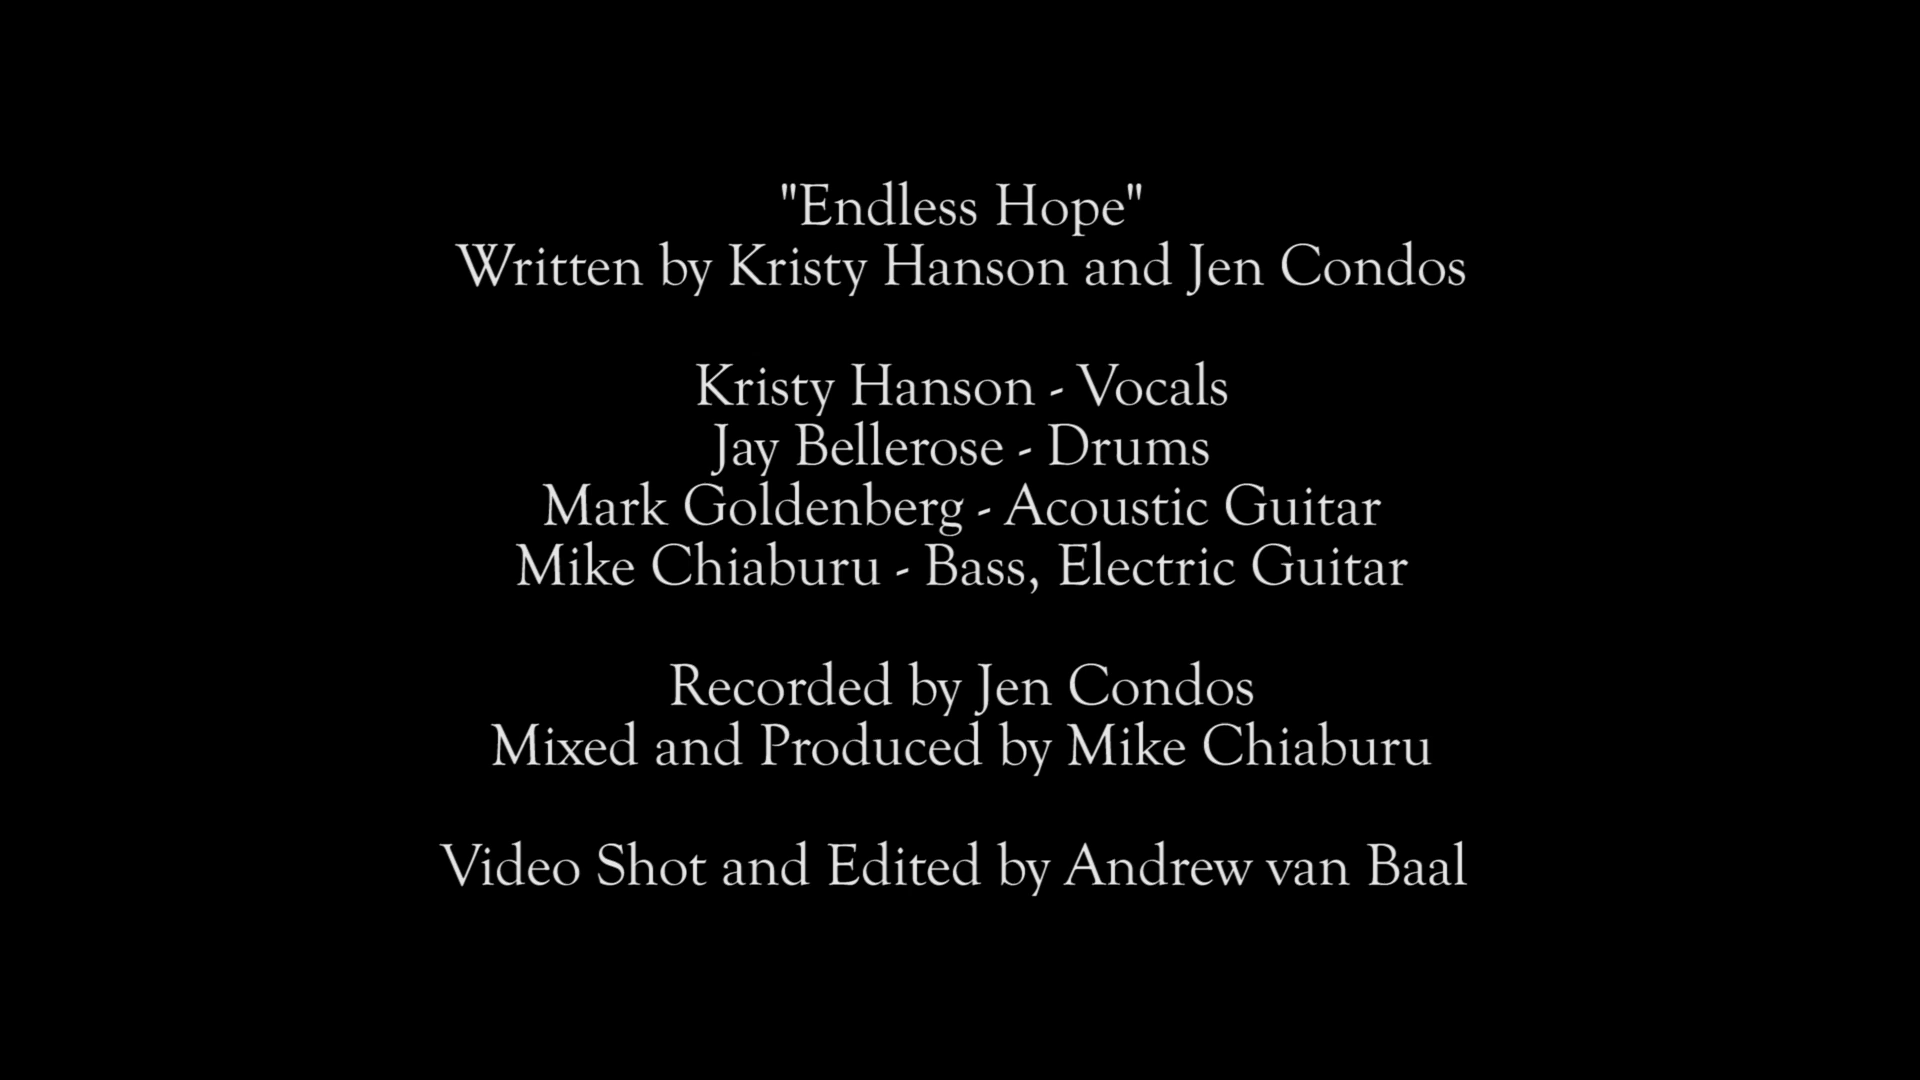 "Endless Hope"
Written by Kristy Hanson and Jen Condos
Kristy Hanson - Vocals
Jay Bellerose - Drums
Mark Goldenberg - Acoustic Guitar
Mike Chiaburu - Bass, Electric Guitar
Recorded by Jen Condos
Mixed and Produced by Mike Chiaburu
Video Shot and Edited by Andrew van Baal